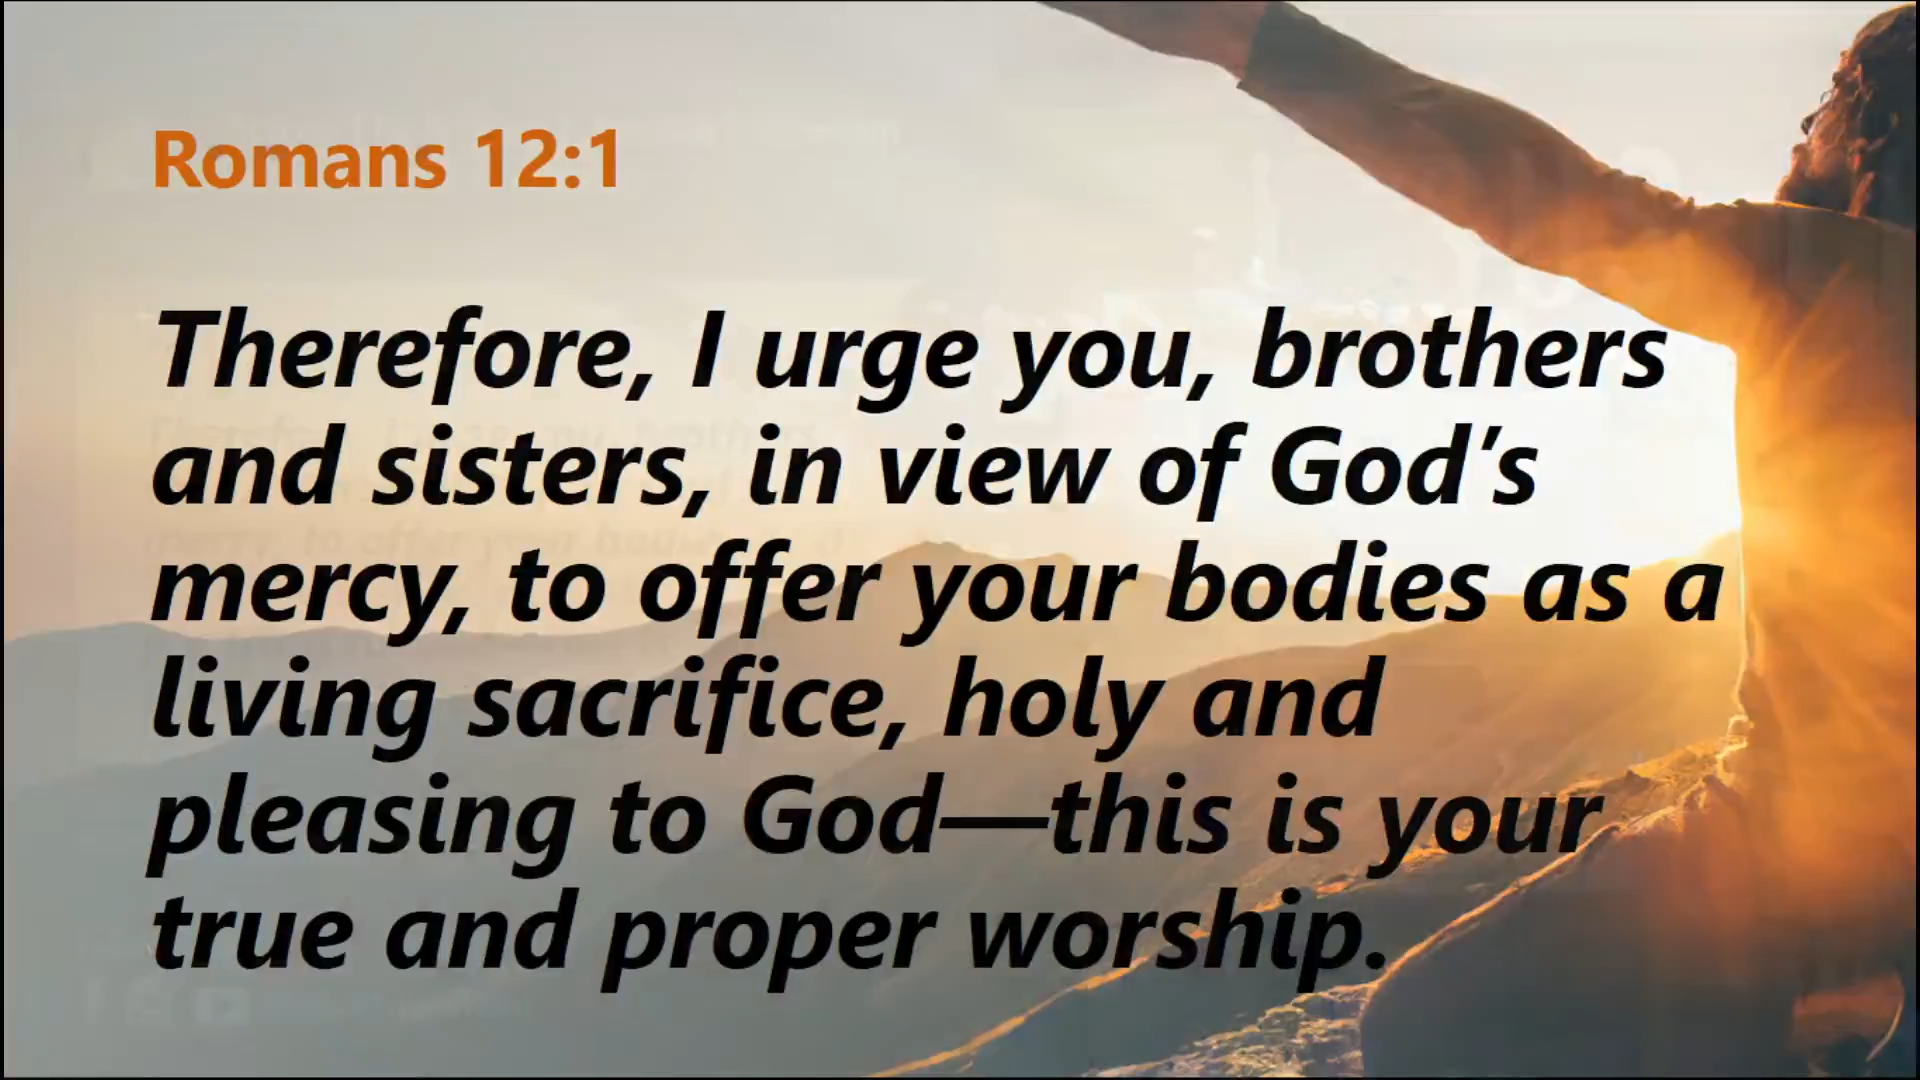 Romans 12:1
Therefore, I urge you, brothers
and sisters, in view of God's
mercy, to offer your bodies as a
living sacrifice, holy and
pleasing to God—this is your
true and proper worship.